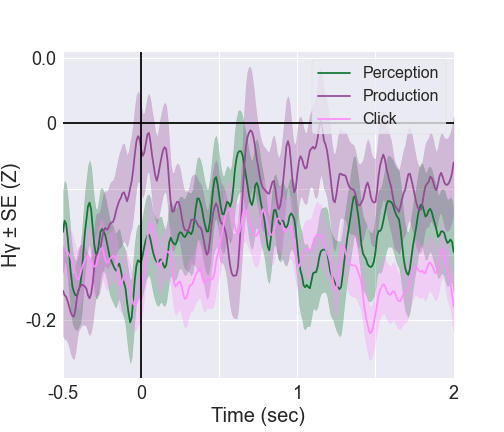 0.0
0
-0.2
Hγ ± SE (Z)
Perception
Production
Click
-0.5 0 1 2
Time (sec)